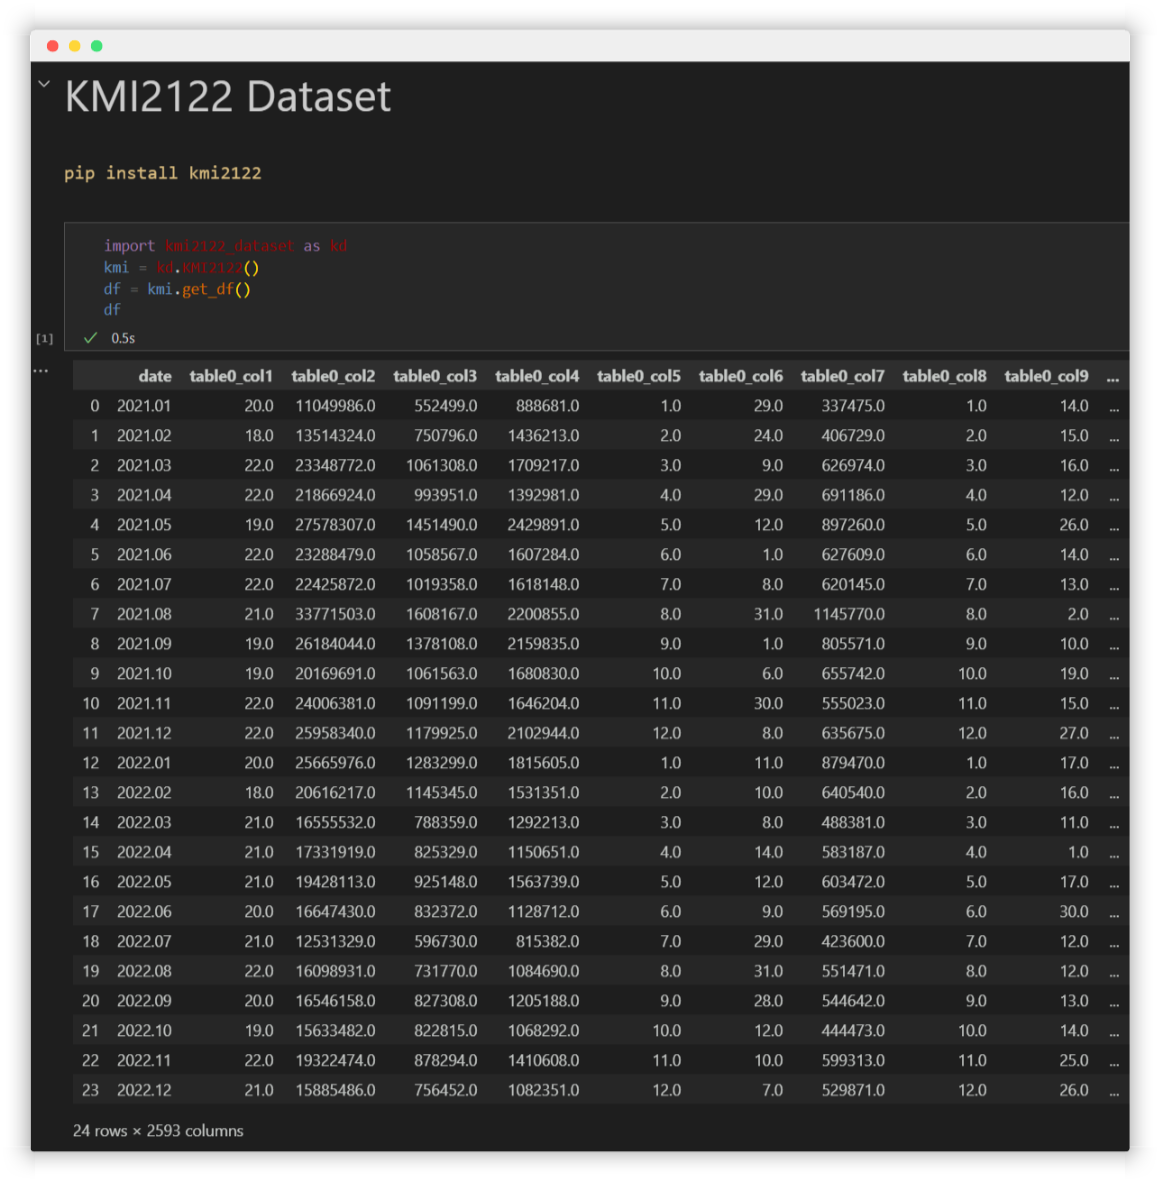 KMI2122 Dataset
pip install kmi2122
import kmi2122_dataset as kd
kmi = kd.KMI2122()
df = kmi.get_df()
df
[1] 0.5s
...
date table0_col1 table0_col2 table0_col3 table0_col4 table0_col5 table0_col6 table0_col7 table0_col8 table0_col9 ...
0 2021.01 20.0 11049986.0 552499.0 888681.0 1.0 29.0 337475.0 1.0 14.0 ...
1 2021.02 18.0 13514324.0 750796.0 1436213.0 2.0 24.0 406729.0 2.0 15.0 ...
2 2021.03 22.0 23348772.0 1061308.0 1709217.0 3.0 9.0 626974.0 3.0 16.0 ...
3 2021.04 22.0 21866924.0 993951.0 1392981.0 4.0 29.0 691186.0 4.0 12.0 ...
4 2021.05 19.0 27578307.0 1451490.0 2429891.0 5.0 12.0 897260.0 5.0 26.0 ...
5 2021.06 22.0 23288479.0 1058567.0 1607284.0 6.0 1.0 627609.0 6.0 14.0 ...
6 2021.07 22.0 22425872.0 1019358.0 1618148.0 7.0 8.0 620145.0 7.0 13.0 ...
7 2021.08 21.0 33771503.0 1608167.0 2200855.0 8.0 31.0 1145770.0 8.0 2.0 ...
8 2021.09 19.0 26184044.0 1378108.0 2159835.0 9.0 1.0 805571.0 9.0 10.0 ...
9 2021.10 19.0 20169691.0 1061563.0 1680830.0 10.0 6.0 655742.0 10.0 19.0 ...
10 2021.11 22.0 24006381.0 1091199.0 1646204.0 11.0 30.0 555023.0 11.0 15.0 ...
11 2021.12 22.0 25958340.0 1179925.0 2102944.0 12.0 8.0 635675.0 12.0 27.0 ...
12 2022.01 20.0 25665976.0 1283299.0 1815605.0 1.0 11.0 879470.0 1.0 17.0 ...
13 2022.02 18.0 20616217.0 1145345.0 1531351.0 2.0 10.0 640540.0 2.0 16.0 ...
14 2022.03 21.0 16555532.0 788359.0 1292213.0 3.0 8.0 488381.0 3.0 11.0 ...
15 2022.04 21.0 17331919.0 825329.0 1150651.0 4.0 14.0 583187.0 4.0 1.0 ...
16 2022.05 21.0 19428113.0 925148.0 1563739.0 5.0 12.0 603472.0 5.0 17.0 ...
17 2022.06 20.0 16647430.0 832372.0 1128712.0 6.0 9.0 569195.0 6.0 30.0 ...
18 2022.07 21.0 12531329.0 596730.0 815382.0 7.0 29.0 423600.0 7.0 12.0 ...
19 2022.08 22.0 16098931.0 731770.0 1084690.0 8.0 31.0 551471.0 8.0 12.0 ...
20 2022.09 20.0 16546158.0 827308.0 1205188.0 9.0 28.0 544642.0 9.0 13.0 ...
21 2022.10 19.0 15633482.0 822815.0 1068292.0 10.0 12.0 444473.0 10.0 14.0 ...
22 2022.11 22.0 19322474.0 878294.0 1410608.0 11.0 10.0 599313.0 11.0 25.0 ...
23 2022.12 21.0 15885486.0 756452.0 1082351.0 12.0 7.0 529871.0 12.0 26.0 ...
24 rows × 2593 columns